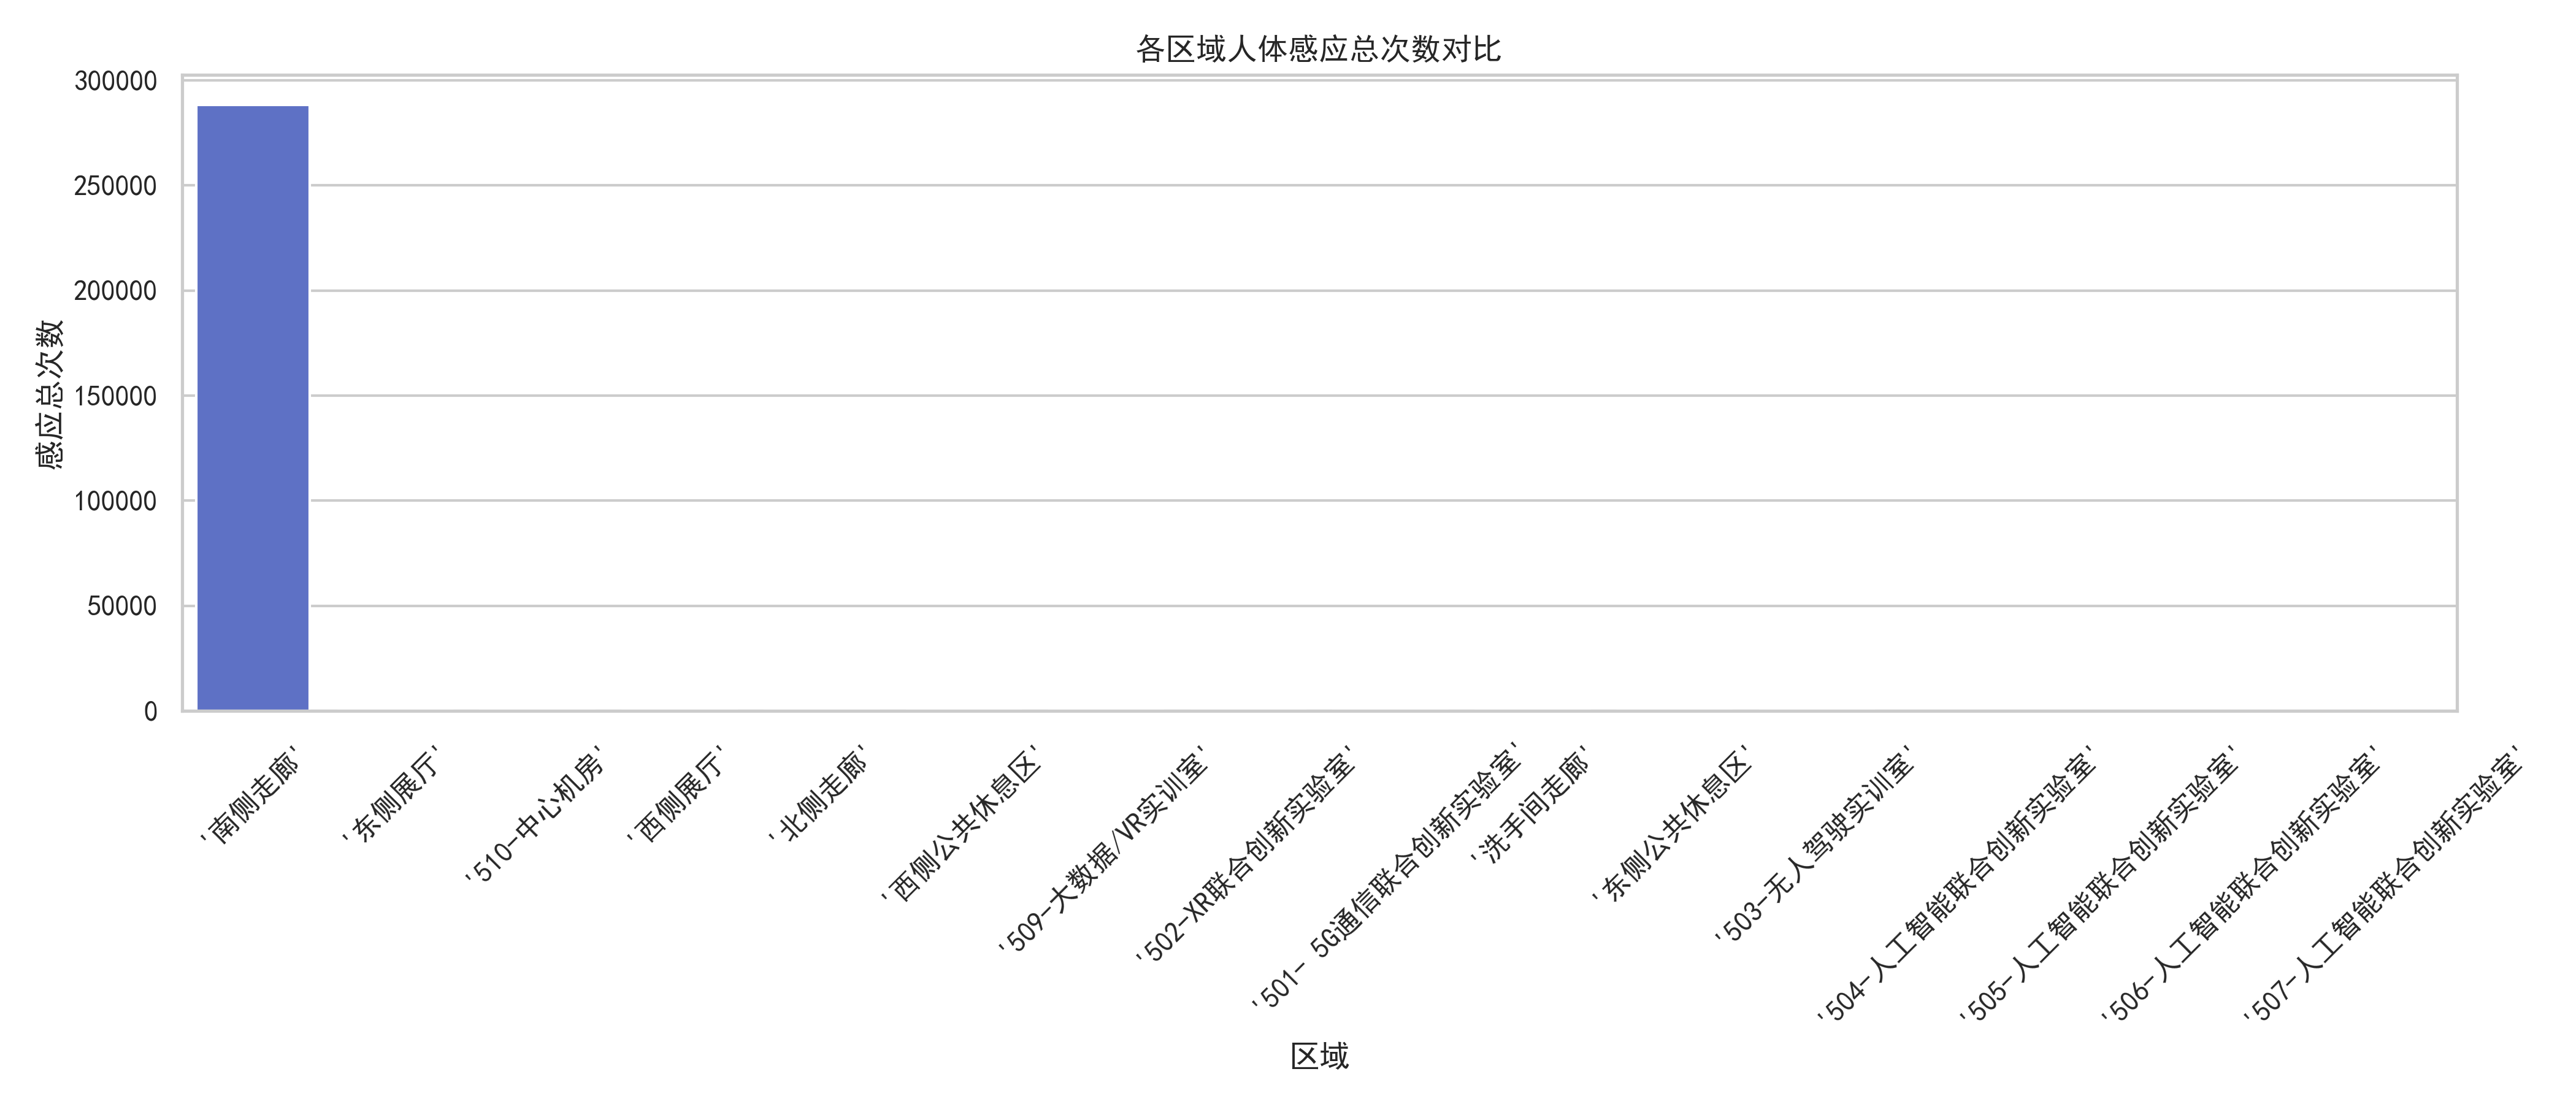 各区域人体感应总次数对比
感应总次数
300000
250000
200000
150000
100000
50000
0
'南侧走廊'
'东侧展厅'
'510-中心机房'
'西侧展厅'
'北侧走廊'
'西侧公共休息区'
'509-大数据/VR实训室'
'502-XR联合创新实验室'
'501- 5G通信联合创新实验室'
'洗手间走廊'
'东侧公共休息区'
'503-无人驾驶实训室'
'504-人工智能联合创新实验室'
'505-人工智能联合创新实验室'
'506-人工智能联合创新实验室'
'507-人工智能联合创新实验室'
区域